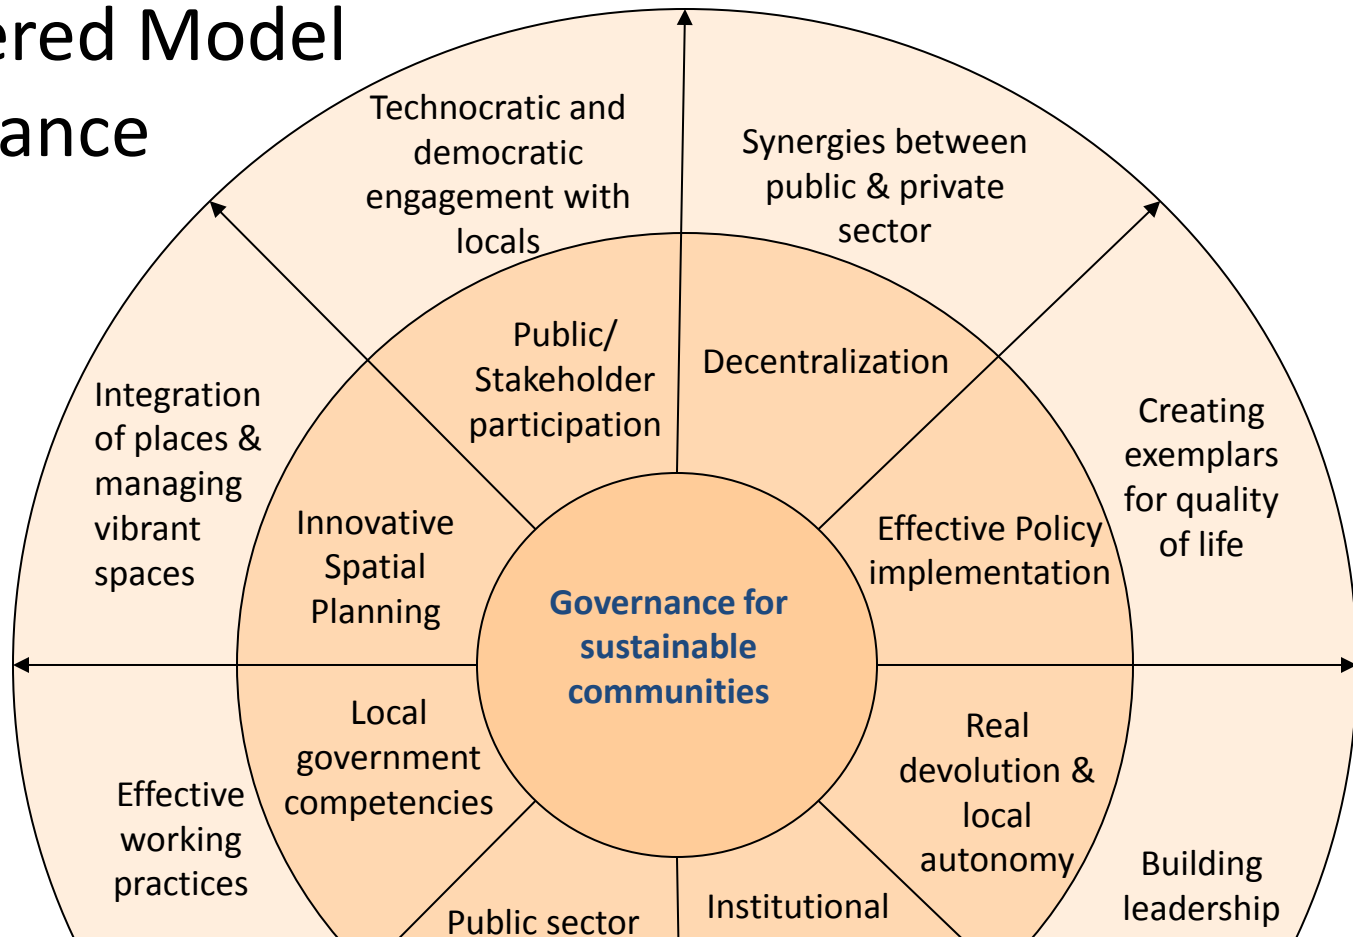 ered Model
ance
Technocratic and
democratic
engagement with
locals
Synergies between
public & private
sector
Public/
Stakeholder
participation
Decentralization
Integration
of places &
managing
vibrant
spaces
Creating
exemplars
for quality
of life
Innovative
Spatial
Planning
Effective Policy
implementation
Governance for
sustainable
communities
Local
government
competencies
Real
devolution &
local
autonomy
Effective
working
practices
Building
leadership
Public sector
Institutional